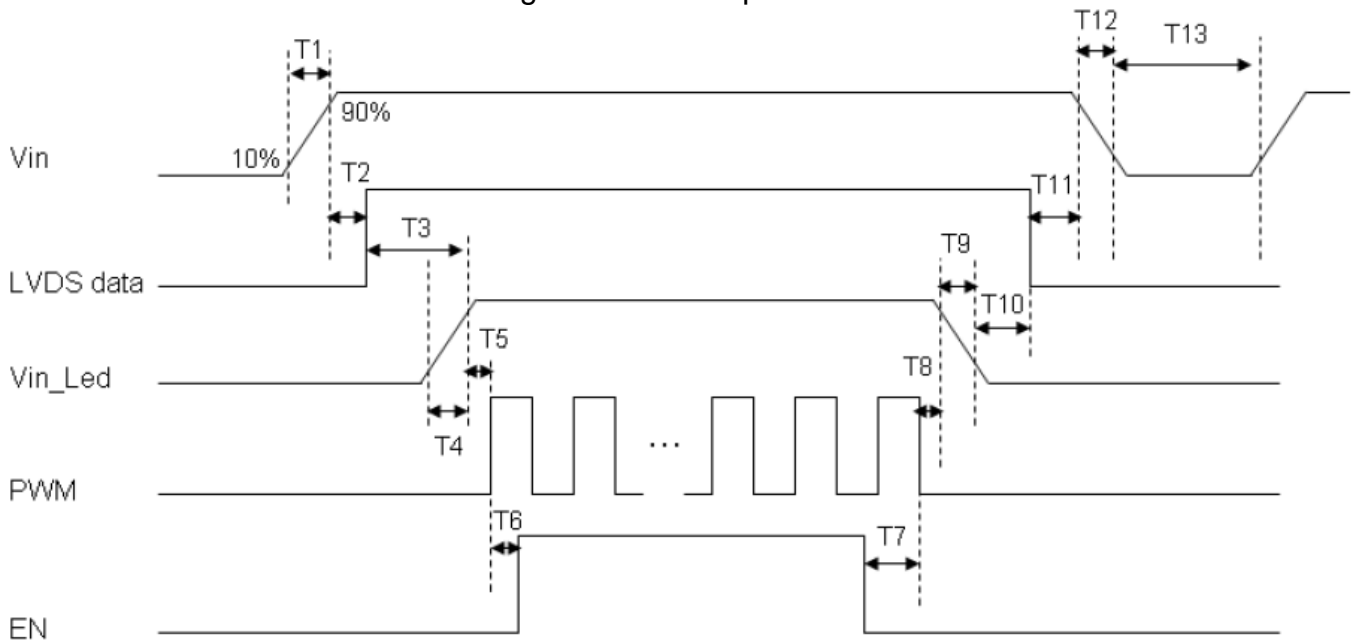 T12
T13
T1
90%
Vin
10%
T2
T11
T3
T9
LVDS data
T10
T5
T8
Vin_Led
T4
...
PWM
T6
T7
EN